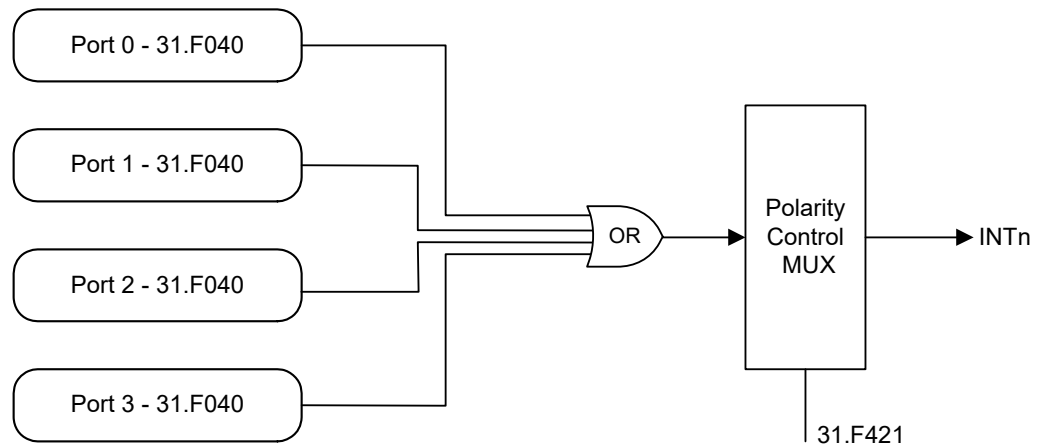 Port 0 - 31.F040
Port 1 - 31.F040
Port 2 - 31.F040
Port 3 - 31.F040
OR
Polarity
Control
MUX
INTn
31.F421